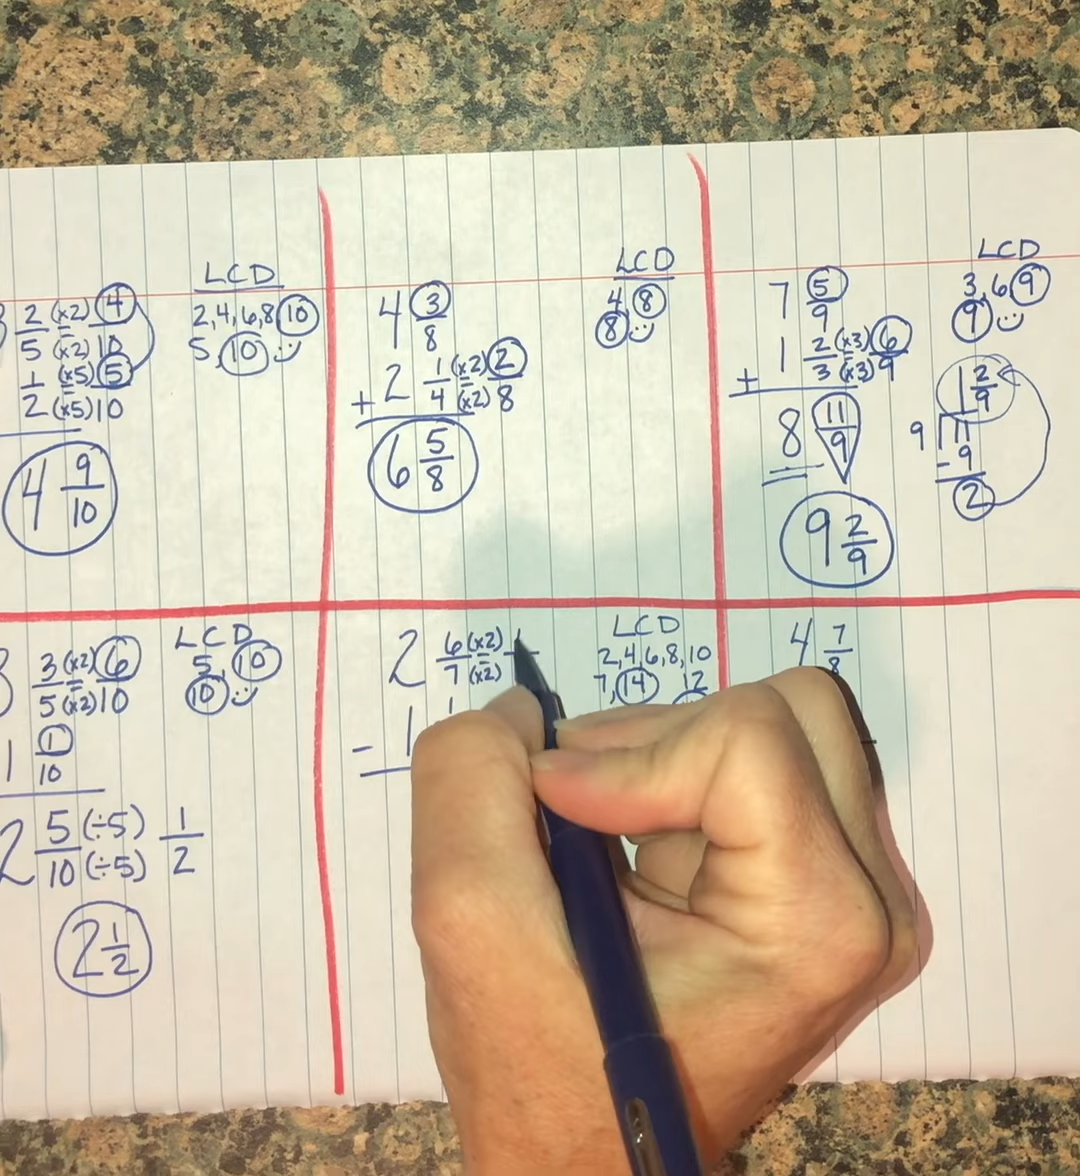 LCD
2 (x2) 4
5 (x2) 10
1 (x5) 5
2 (x5) 10
2,4,6,8,10
5,10
4 9/10
LCD
4 3/8
4,8
8
+ 2 1/4 (x2) 2
(x2) 8
6 5/8
LCD
7 5/9
3,6,9
9
+ 1 2/3 (x3) 6
(x3) 9
8 11/9
1 2/9
9 11
- 9
2
9 2/9
LCD
3 (x2) 6
5 (x2) 10
5,10
10
1 1/10
2 5 (÷5) 1
10 (÷5) 2
2 1/2
LCD
2 6 (x2)
7 (x2)
2,4,6,8,10
7,14 12
- 1
4 7/8